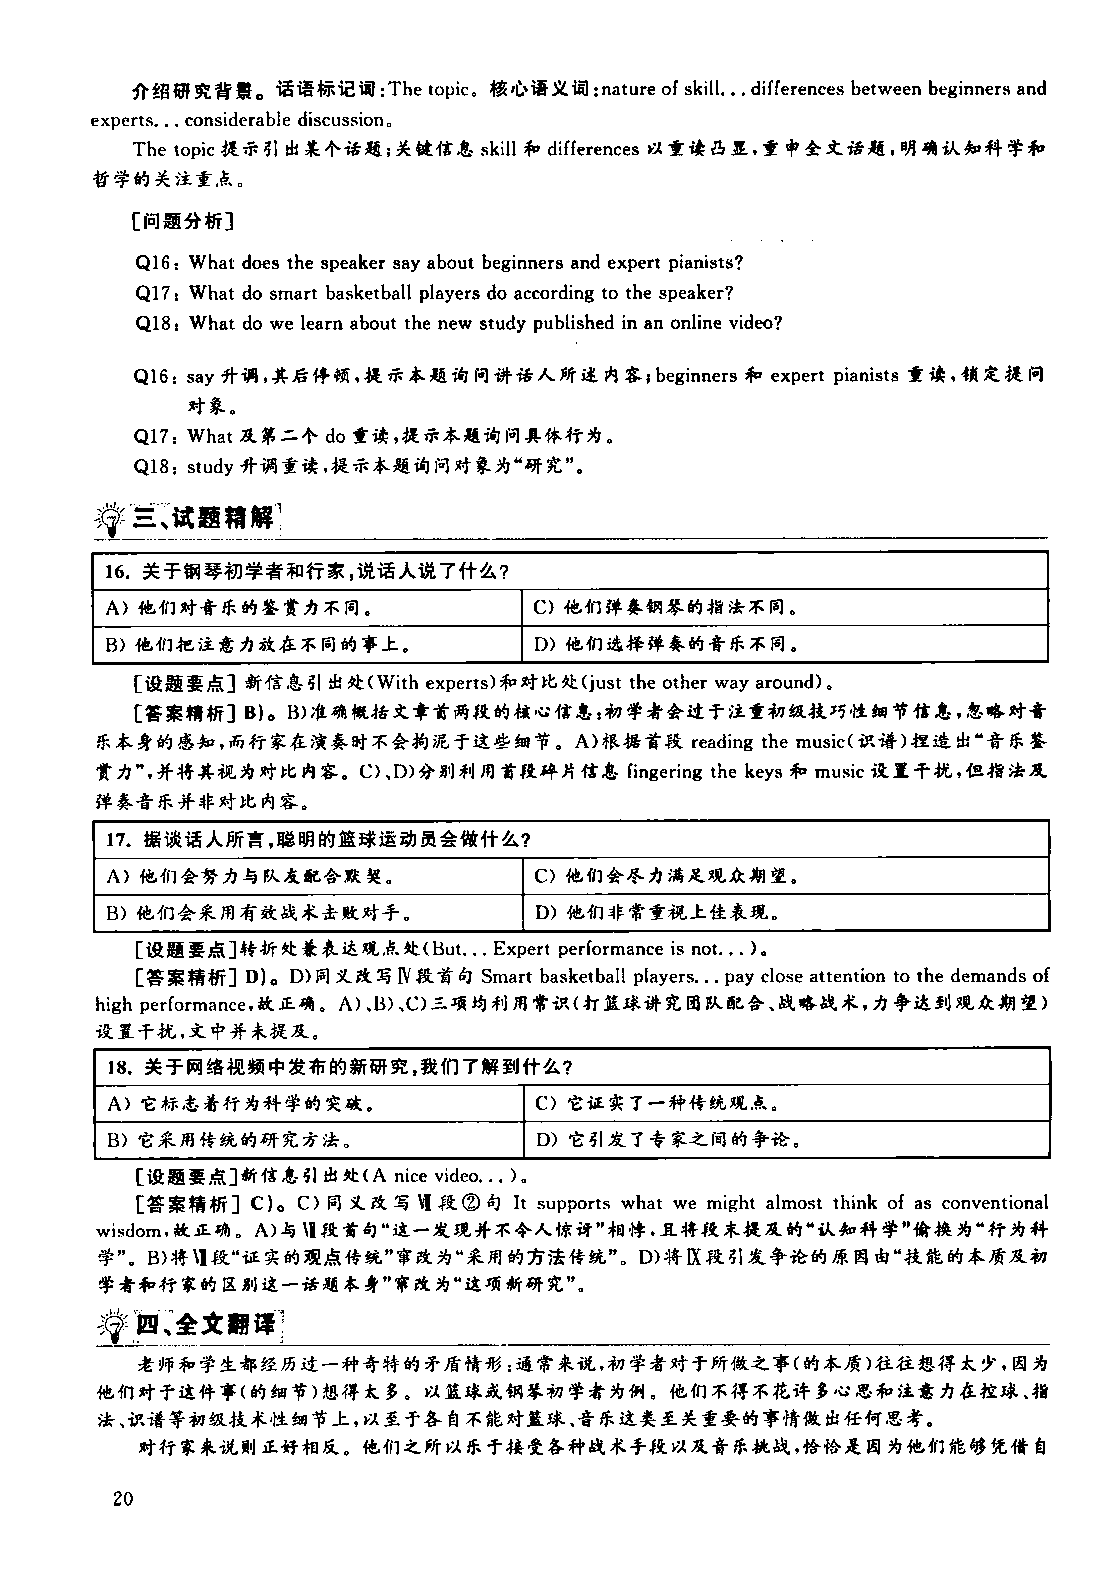 介绍研究背景。话语标记词:The topic。核心语义词:nature of skill...differences between beginners and
experts...considerable discussion。
The topic 提示引出某个话题;关键信息 skill 和 differences 以重读凸显,重申全文话题,明确认知科学和
哲学的关注重点。
[问题分析]
Q16: What does the speaker say about beginners and expert pianists?
Q17: What do smart basketball players do according to the speaker?
Q18: What do we learn about the new study published in an online video?
Q16: say 升调,其后停顿,提示本题询问讲话人所述内容;beginners 和 expert pianists 重读,锁定提问
对象。
Q17: What 及第二个 do 重读,提示本题询问具体行为。
Q18: study 升调重读,提示本题询问对象为“研究”。
三、试题精解
16. 关于钢琴初学者和行家,说话人说了什么?
A) 他们对音乐的鉴赏力不同。 C) 他们弹奏钢琴的指法不同。
B) 他们把注意力放在不同的事上。 D) 他们选择弹奏的音乐不同。
[设题要点] 新信息引出处(With experts)和对比处(just the other way around)。
[答案精析] B)。B)准确概括文章首两段的核心信息:初学者会过于注重初级技巧性细节信息,忽略对音
乐本身的感知,而行家在演奏时不会拘泥于这些细节。A)根据首段 reading the music(识谱)捏造出“音乐鉴
赏力”,并将其视为对比内容。C)、D)分别利用首段碎片信息 fingering the keys 和 music 设置干扰,但指法及
弹奏音乐并非对比内容。
17. 据谈话人所言,聪明的篮球运动员会做什么?
A) 他们会努力与队友配合默契。 C) 他们会尽力满足观众期望。
B) 他们会采用有效战术击败对手。 D) 他们非常重视上佳表现。
[设题要点]转折处兼表达观点处(But...Expert performance is not...)。
[答案精析] D)。D)同义改写Ⅳ段首句 Smart basketball players...pay close attention to the demands of
high performance,故正确。A)、B)、C)三项均利用常识(打篮球讲究团队配合、战略战术,力争达到观众期望)
设置干扰,文中并未提及。
18. 关于网络视频中发布的新研究,我们了解到什么?
A) 它标志着行为科学的突破。 C) 它证实了一种传统观点。
B) 它采用传统的研究方法。 D) 它引发了专家之间的争论。
[设题要点]新信息引出处(A nice video...)。
[答案精析] C)。C)同义改写Ⅶ段②句 It supports what we might almost think of as conventional
wisdom,故正确。A)与Ⅶ段首句“这一发现并不令人惊讶”相悖,且将段末提及的“认知科学”偷换为“行为科
学”。B)将Ⅶ段“证实的观点传统”窜改为“采用的方法传统”。D)将Ⅸ段引发争论的原因由“技能的本质及初
学者和行家的区别这一话题本身”窜改为“这项新研究”。
四、全文翻译
老师和学生都经历过一种奇特的矛盾情形:通常来说,初学者对于所做之事(的本质)往往想得太少,因为
他们对于这件事(的细节)想得太多。以篮球或钢琴初学者为例。他们不得不花许多心思和注意力在控球、指
法、识谱等初级技术性细节上,以至于各自不能对篮球、音乐这类至关重要的事情做出任何思考。
对行家来说则正好相反。他们之所以乐于接受各种战术手段以及音乐挑战,恰恰是因为他们能够凭借自
20